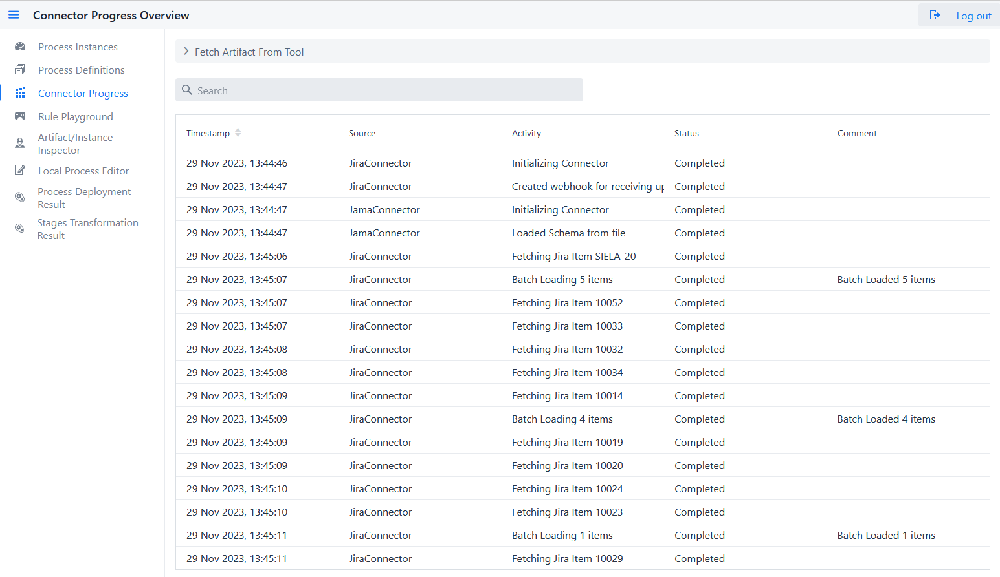 Connector Progress Overview
Log out
Process Instances
Process Definitions
Connector Progress
Rule Playground
Artifact/Instance
Inspector
Local Process Editor
Process Deployment
Result
Stages Transformation
Result
Fetch Artifact From Tool
Search
Timestamp Source Activity Status Comment
29 Nov 2023, 13:44:46 JiraConnector Initializing Connector Completed
29 Nov 2023, 13:44:47 JiraConnector Created webhook for receiving up Completed
29 Nov 2023, 13:44:47 JamaConnector Initializing Connector Completed
29 Nov 2023, 13:44:47 JamaConnector Loaded Schema from file Completed
29 Nov 2023, 13:45:06 JiraConnector Fetching Jira Item SIELA-20 Completed
29 Nov 2023, 13:45:07 JiraConnector Batch Loading 5 items Completed Batch Loaded 5 items
29 Nov 2023, 13:45:07 JiraConnector Fetching Jira Item 10052 Completed
29 Nov 2023, 13:45:07 JiraConnector Fetching Jira Item 10033 Completed
29 Nov 2023, 13:45:08 JiraConnector Fetching Jira Item 10032 Completed
29 Nov 2023, 13:45:08 JiraConnector Fetching Jira Item 10034 Completed
29 Nov 2023, 13:45:09 JiraConnector Fetching Jira Item 10014 Completed
29 Nov 2023, 13:45:09 JiraConnector Batch Loading 4 items Completed Batch Loaded 4 items
29 Nov 2023, 13:45:09 JiraConnector Fetching Jira Item 10019 Completed
29 Nov 2023, 13:45:09 JiraConnector Fetching Jira Item 10020 Completed
29 Nov 2023, 13:45:10 JiraConnector Fetching Jira Item 10024 Completed
29 Nov 2023, 13:45:10 JiraConnector Fetching Jira Item 10023 Completed
29 Nov 2023, 13:45:11 JiraConnector Batch Loading 1 items Completed Batch Loaded 1 items
29 Nov 2023, 13:45:11 JiraConnector Fetching Jira Item 10029 Completed